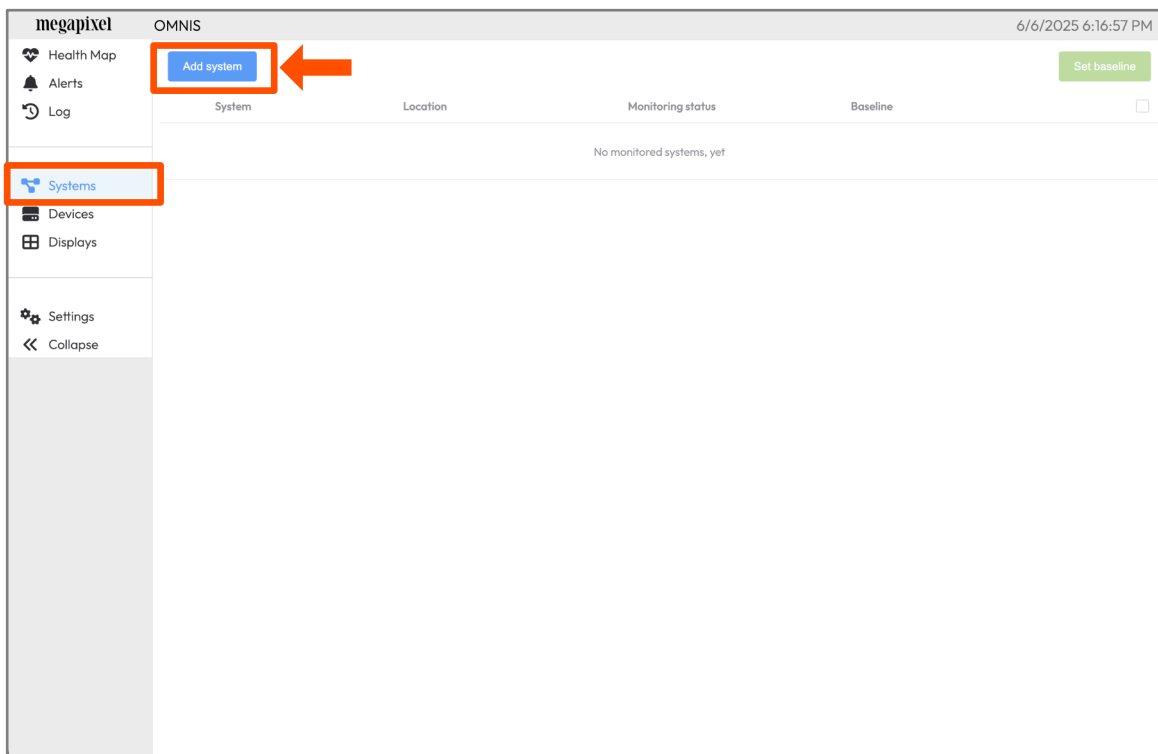 megapixel OMNIS 6/6/2025 6:16:57 PM
Health Map
Alerts
Log
Systems
Devices
Displays
Settings
Collapse
Add system Set baseline
System Location Monitoring status Baseline
No monitored systems, yet